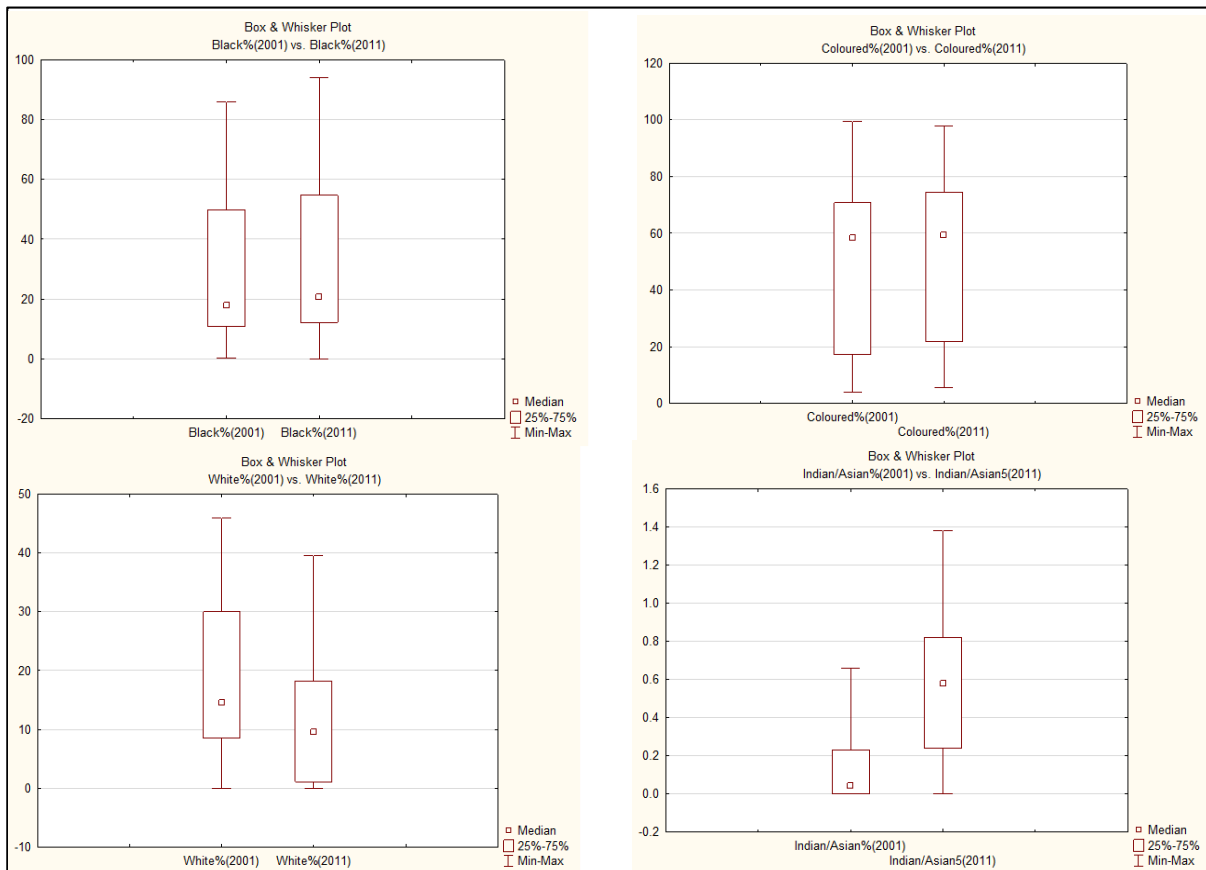 Box & Whisker Plot
Black%(2001) vs. Black%(2011)
100
80
60
40
20
0
-20
Black%(2001) Black%(2011)
Median
25%-75%
Min-Max
Box & Whisker Plot
Coloured%(2001) vs. Coloured%(2011)
120
100
80
60
40
20
0
Coloured%(2001)
Coloured%(2011)
Median
25%-75%
Min-Max
Box & Whisker Plot
White%(2001) vs. White%(2011)
50
40
30
20
10
0
-10
White%(2001) White%(2011)
Median
25%-75%
Min-Max
Box & Whisker Plot
Indian/Asian%(2001) vs. Indian/Asian5(2011)
1.6
1.4
1.2
1.0
0.8
0.6
0.4
0.2
0.0
-0.2
Indian/Asian%(2001)
Indian/Asian5(2011)
Median
25%-75%
Min-Max